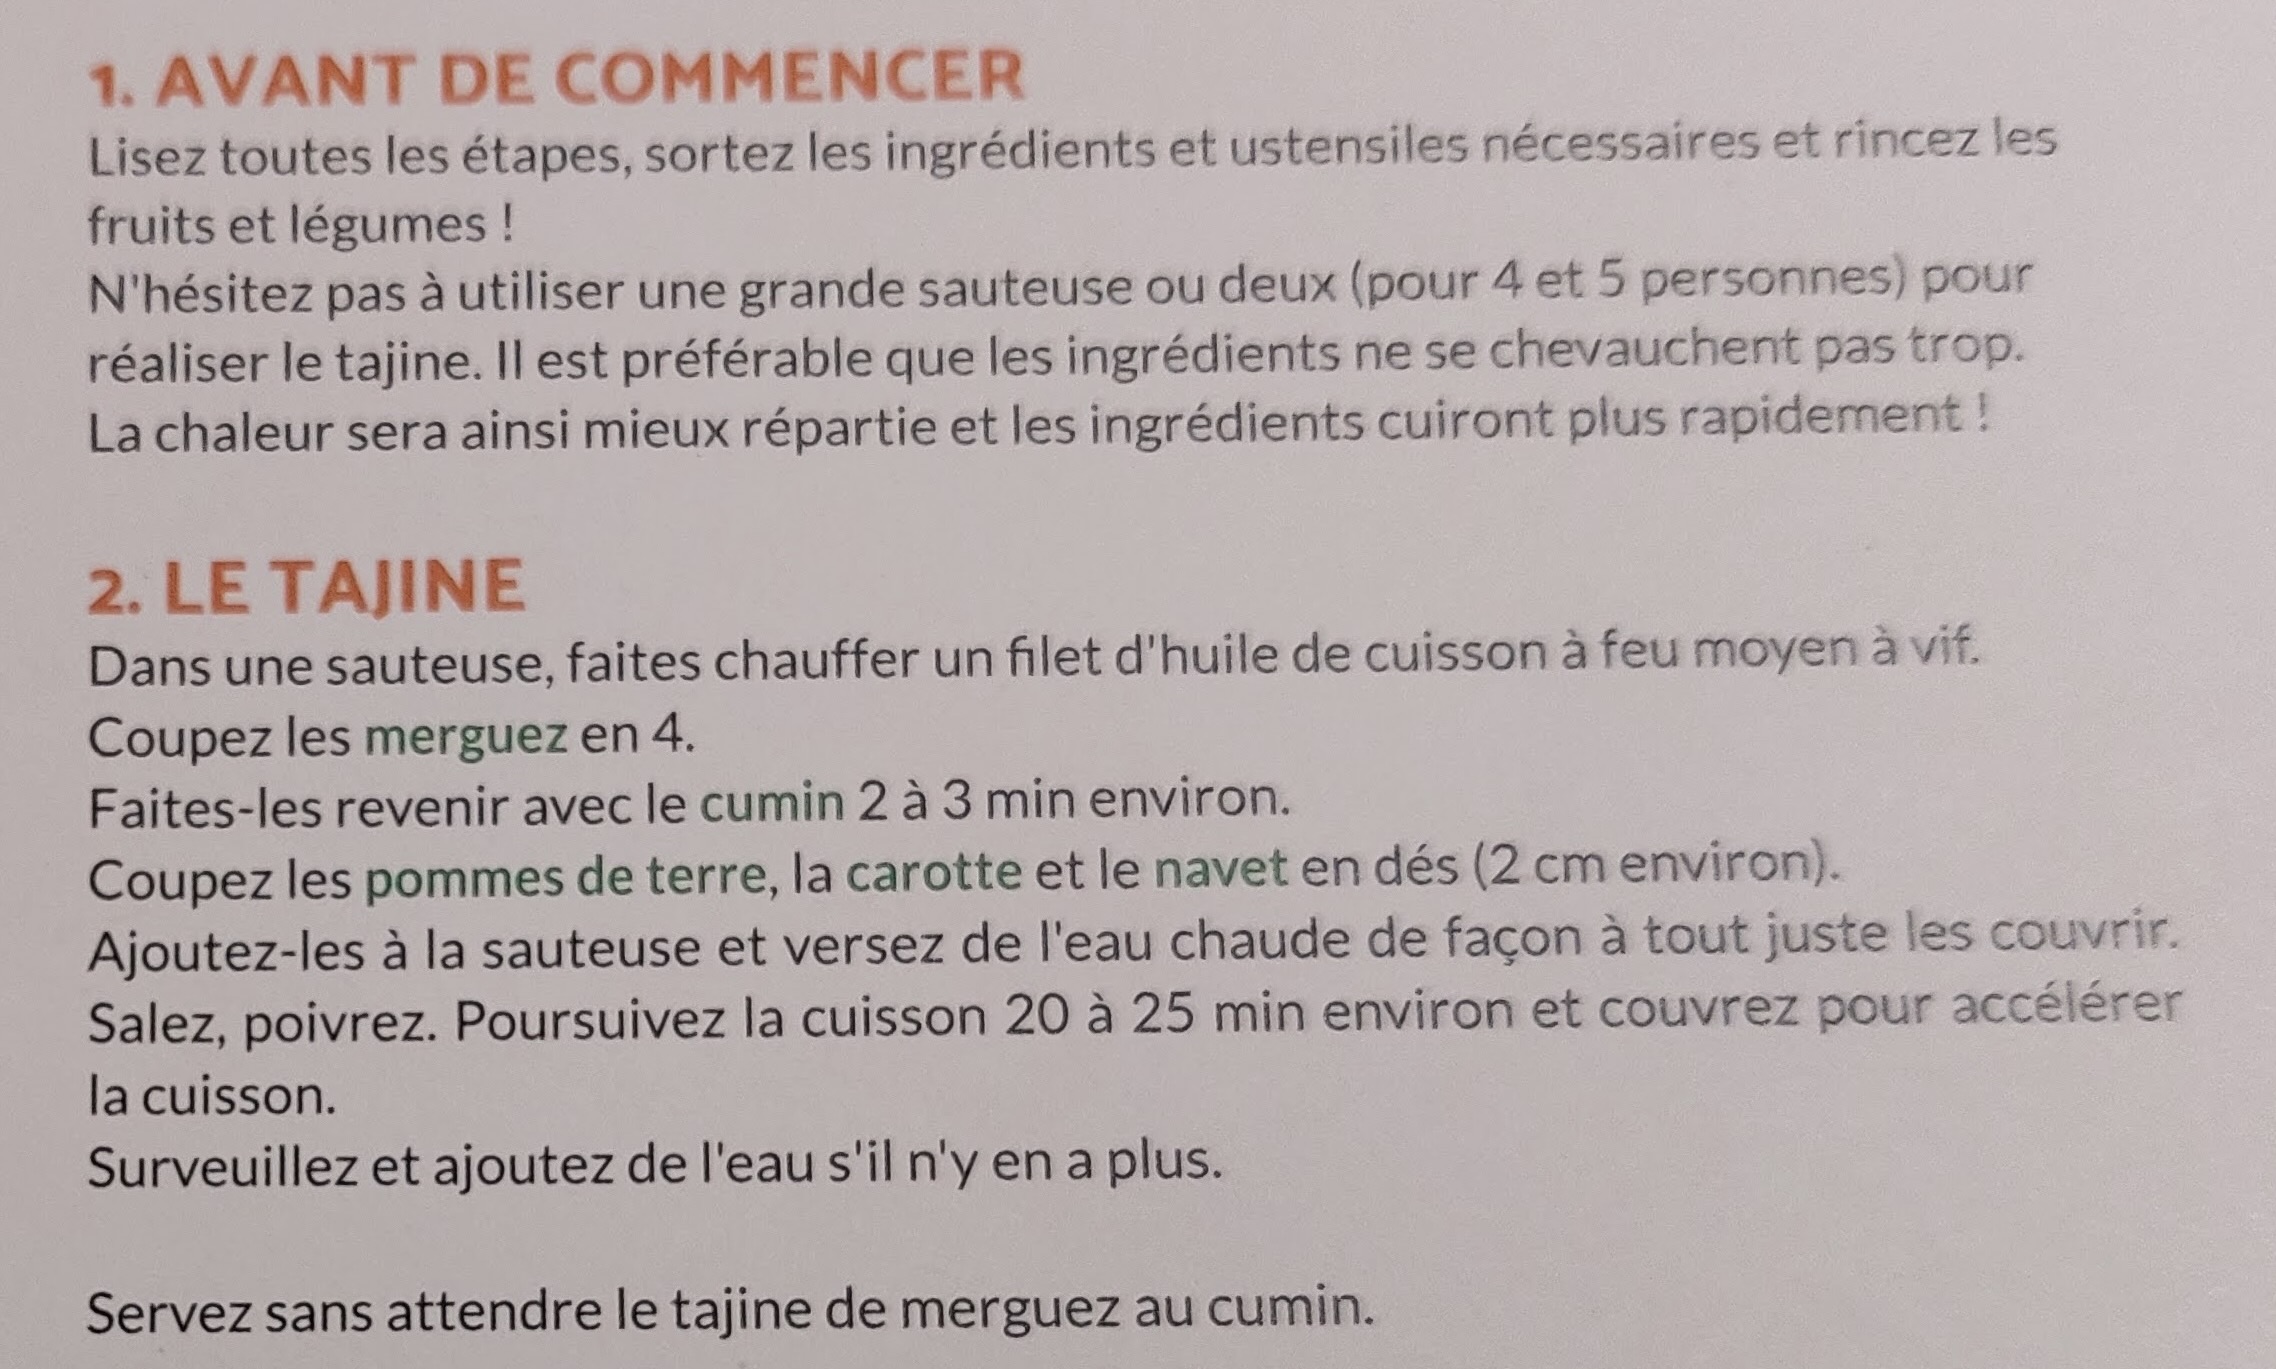 1. AVANT DE COMMENCER
Lisez toutes les étapes, sortez les ingrédients et ustensiles nécessaires et rincez les
fruits et légumes !
N'hésitez pas à utiliser une grande sauteuse ou deux (pour 4 et 5 personnes) pour
réaliser le tajine. Il est préférable que les ingrédients ne se chevauchent pas trop.
La chaleur sera ainsi mieux répartie et les ingrédients cuiront plus rapidement !
2. LE TAJINE
Dans une sauteuse, faites chauffer un filet d'huile de cuisson à feu moyen à vif.
Coupez les merguez en 4.
Faites-les revenir avec le cumin 2 à 3 min environ.
Coupez les pommes de terre, la carotte et le navet en dés (2 cm environ).
Ajoutez-les à la sauteuse et versez de l'eau chaude de façon à tout juste les couvrir.
Salez, poivrez. Poursuivez la cuisson 20 à 25 min environ et couvrez pour accélérer
la cuisson.
Surveuillez et ajoutez de l'eau s'il n'y en a plus.
Servez sans attendre le tajine de merguez au cumin.